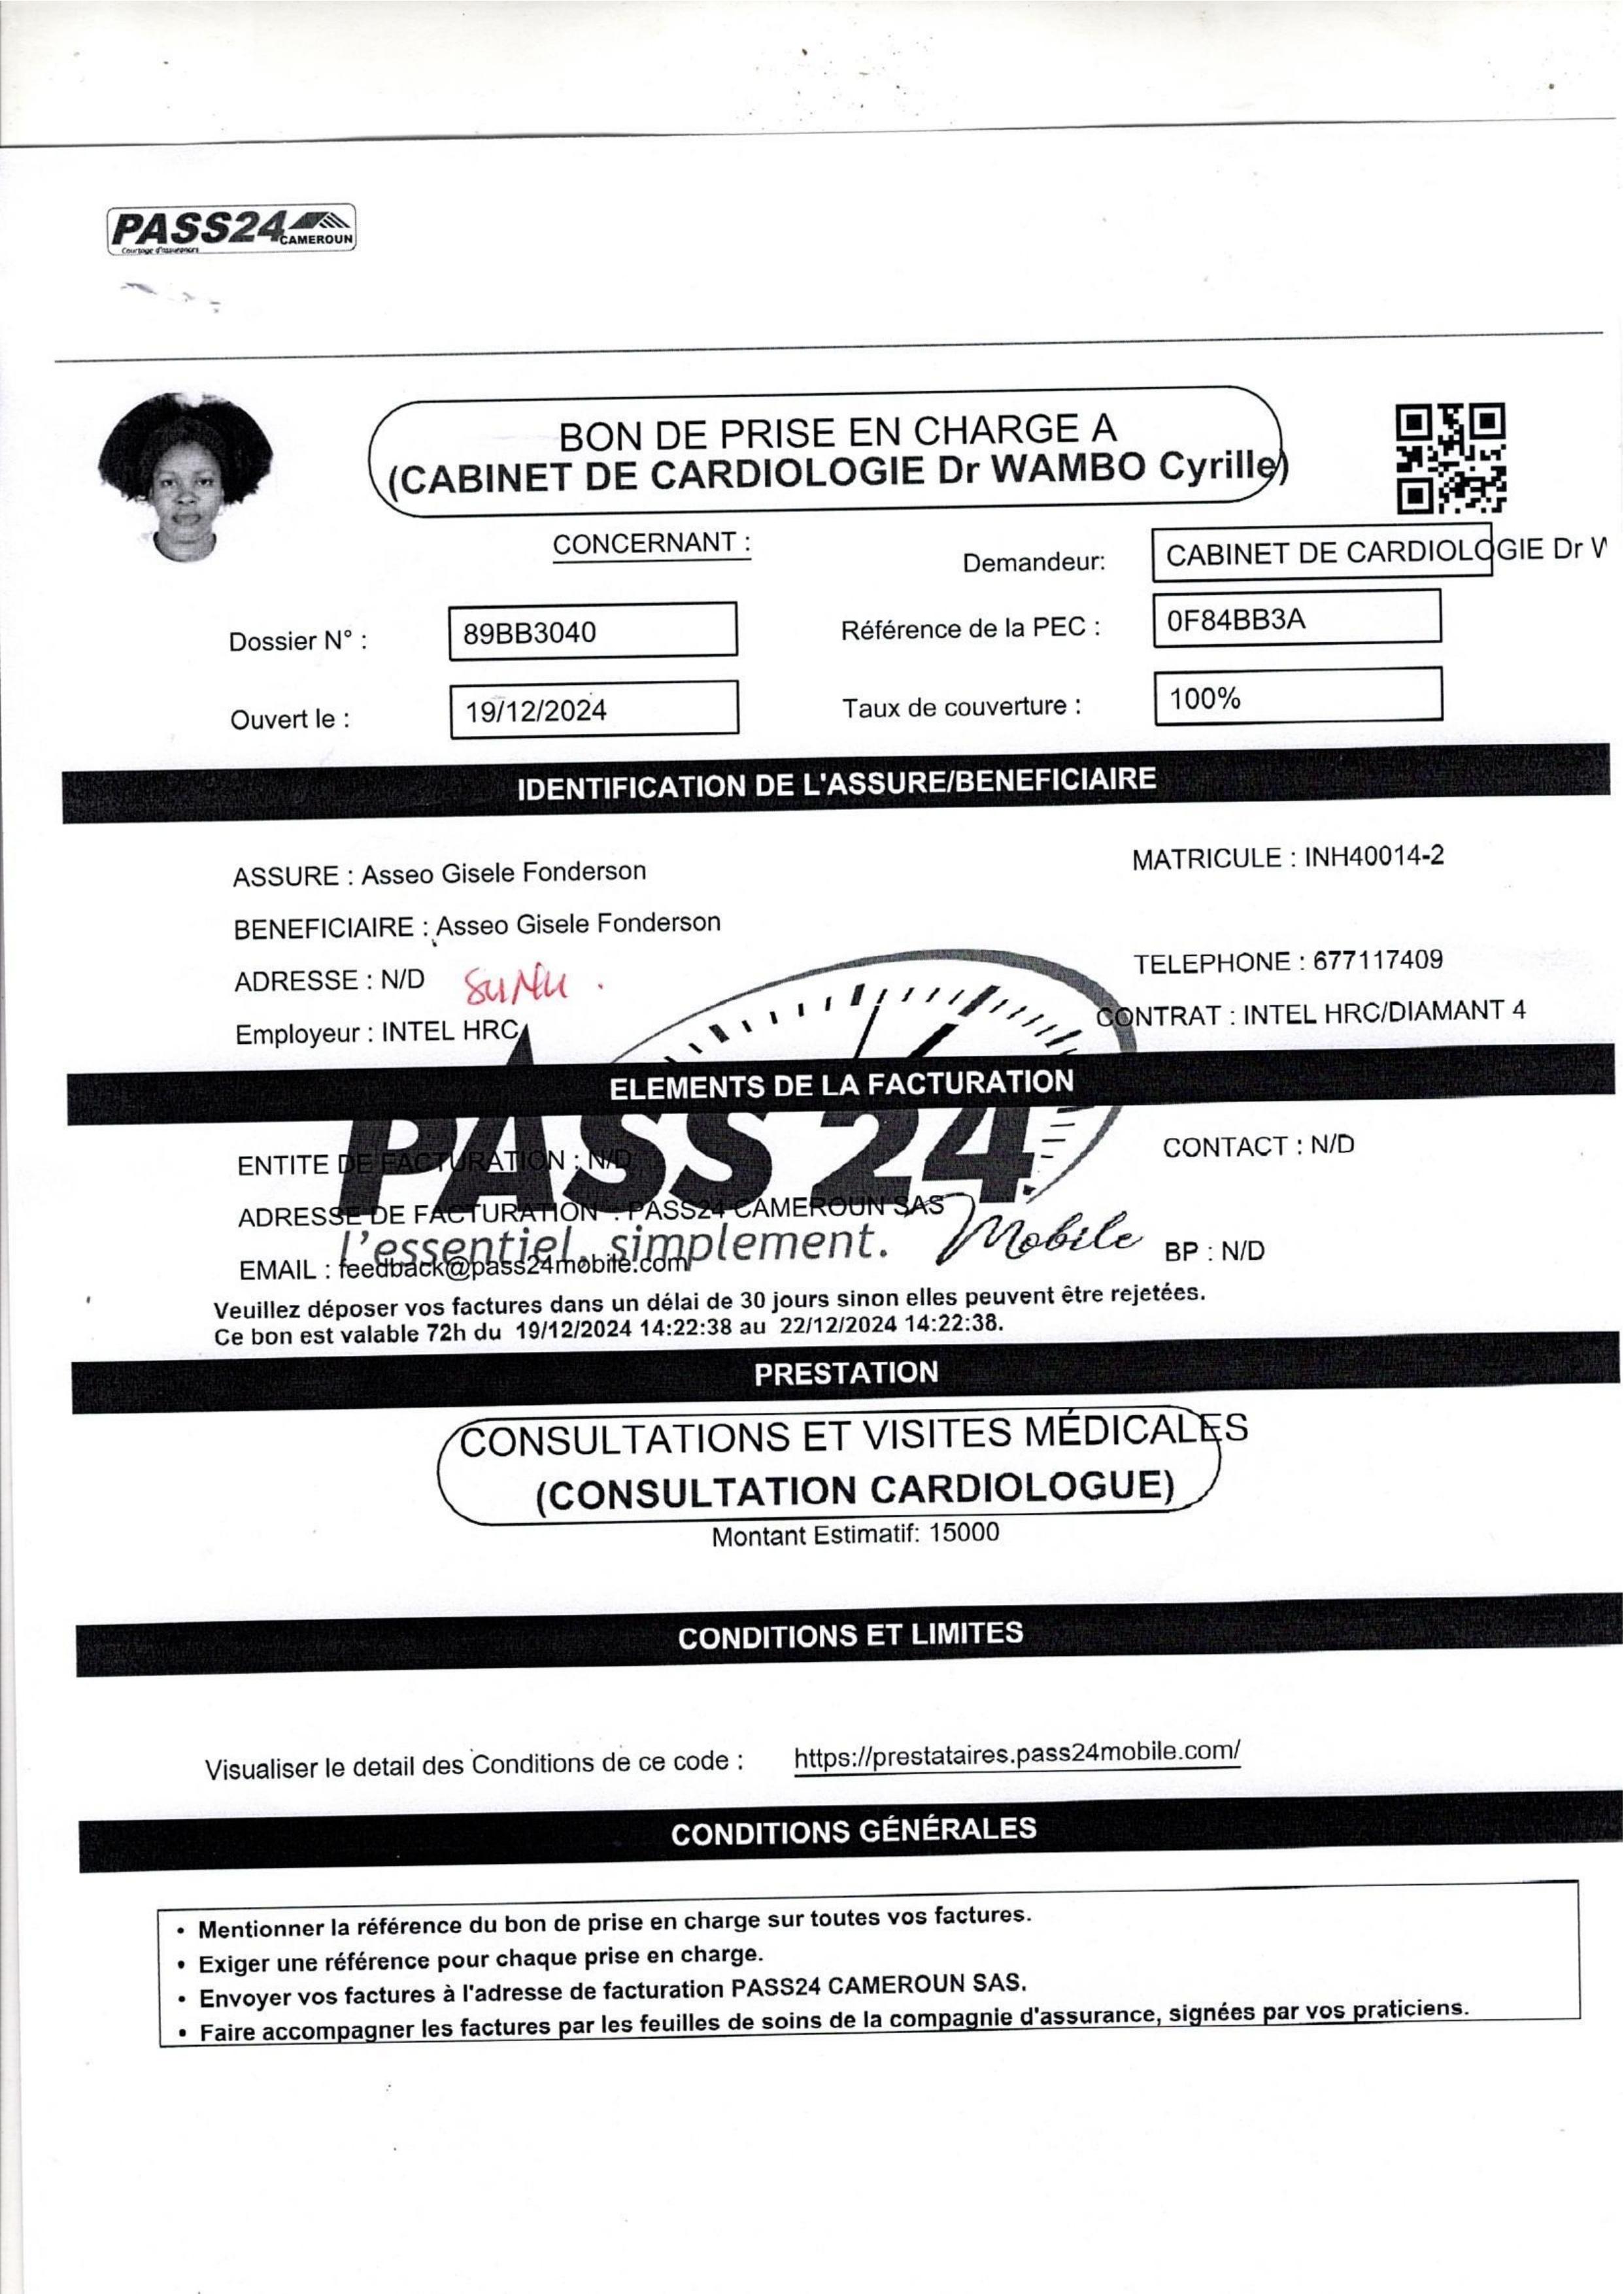 PASS24 CAMEROUN
Courtage d'assurances
BON DE PRISE EN CHARGE A
(CABINET DE CARDIOLOGIE Dr WAMBO Cyrille)
CONCERNANT :
Demandeur: CABINET DE CARDIOLOGIE Dr W
Dossier N° : 89BB3040 Référence de la PEC : 0F84BB3A
Ouvert le : 19/12/2024 Taux de couverture : 100%
IDENTIFICATION DE L'ASSURE/BENEFICIAIRE
ASSURE : Asseo Gisele Fonderson MATRICULE : INH40014-2
BENEFICIAIRE : Asseo Gisele Fonderson
ADRESSE : N/D SUNU . TELEPHONE : 677117409
Employeur : INTEL HRC CONTRAT : INTEL HRC/DIAMANT 4
ELEMENTS DE LA FACTURATION
PASS 24
ENTITE DE FACTURATION : N/D CONTACT : N/D
ADRESSE DE FACTURATION : PASS24 CAMEROUN SAS
l'essentiel, simplement. Mobile
EMAIL : feedback@pass24mobile.com BP : N/D
Veuillez déposer vos factures dans un délai de 30 jours sinon elles peuvent être rejetées.
Ce bon est valable 72h du 19/12/2024 14:22:38 au 22/12/2024 14:22:38.
PRESTATION
CONSULTATIONS ET VISITES MÉDICALES
(CONSULTATION CARDIOLOGUE)
Montant Estimatif: 15000
CONDITIONS ET LIMITES
Visualiser le detail des Conditions de ce code : https://prestataires.pass24mobile.com/
CONDITIONS GÉNÉRALES
• Mentionner la référence du bon de prise en charge sur toutes vos factures.
• Exiger une référence pour chaque prise en charge.
• Envoyer vos factures à l'adresse de facturation PASS24 CAMEROUN SAS.
• Faire accompagner les factures par les feuilles de soins de la compagnie d'assurance, signées par vos praticiens.